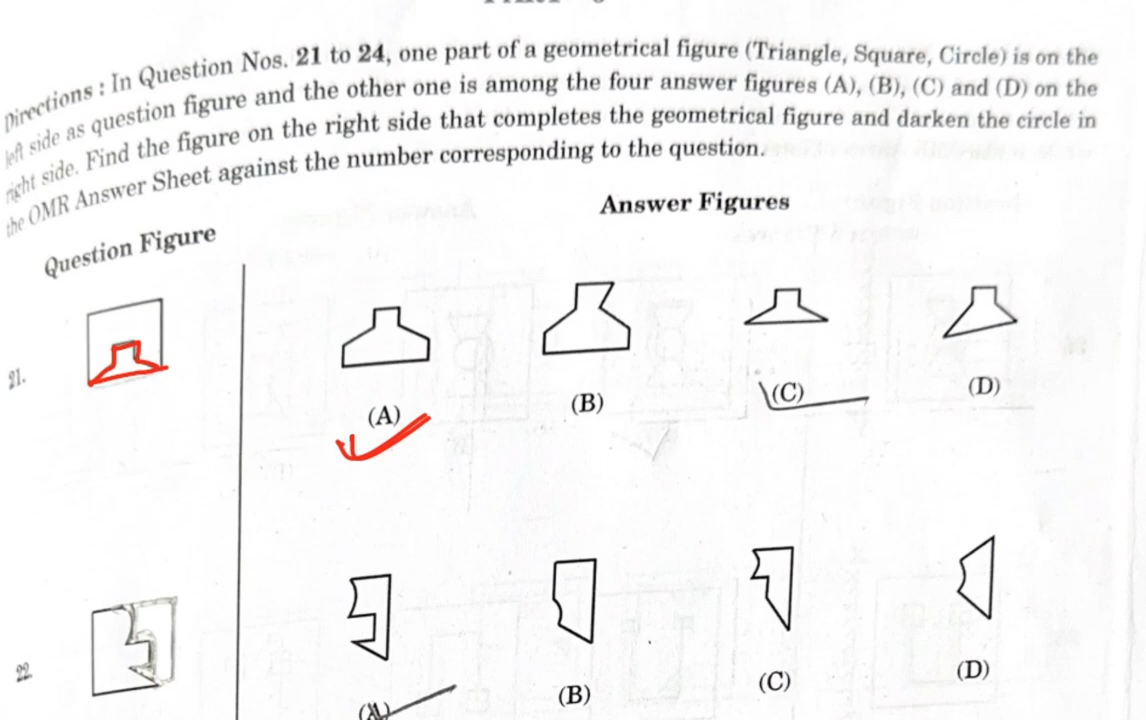 Directions : In Question Nos. 21 to 24, one part of a geometrical figure (Triangle, Square, Circle) is on the
left side as question figure and the other one is among the four answer figures (A), (B), (C) and (D) on the
right side. Find the figure on the right side that completes the geometrical figure and darken the circle in
the OMR Answer Sheet against the number corresponding to the question.
Question Figure
Answer Figures
21.
(A)
(B)
(C)
(D)
22.
(A)
(B)
(C)
(D)